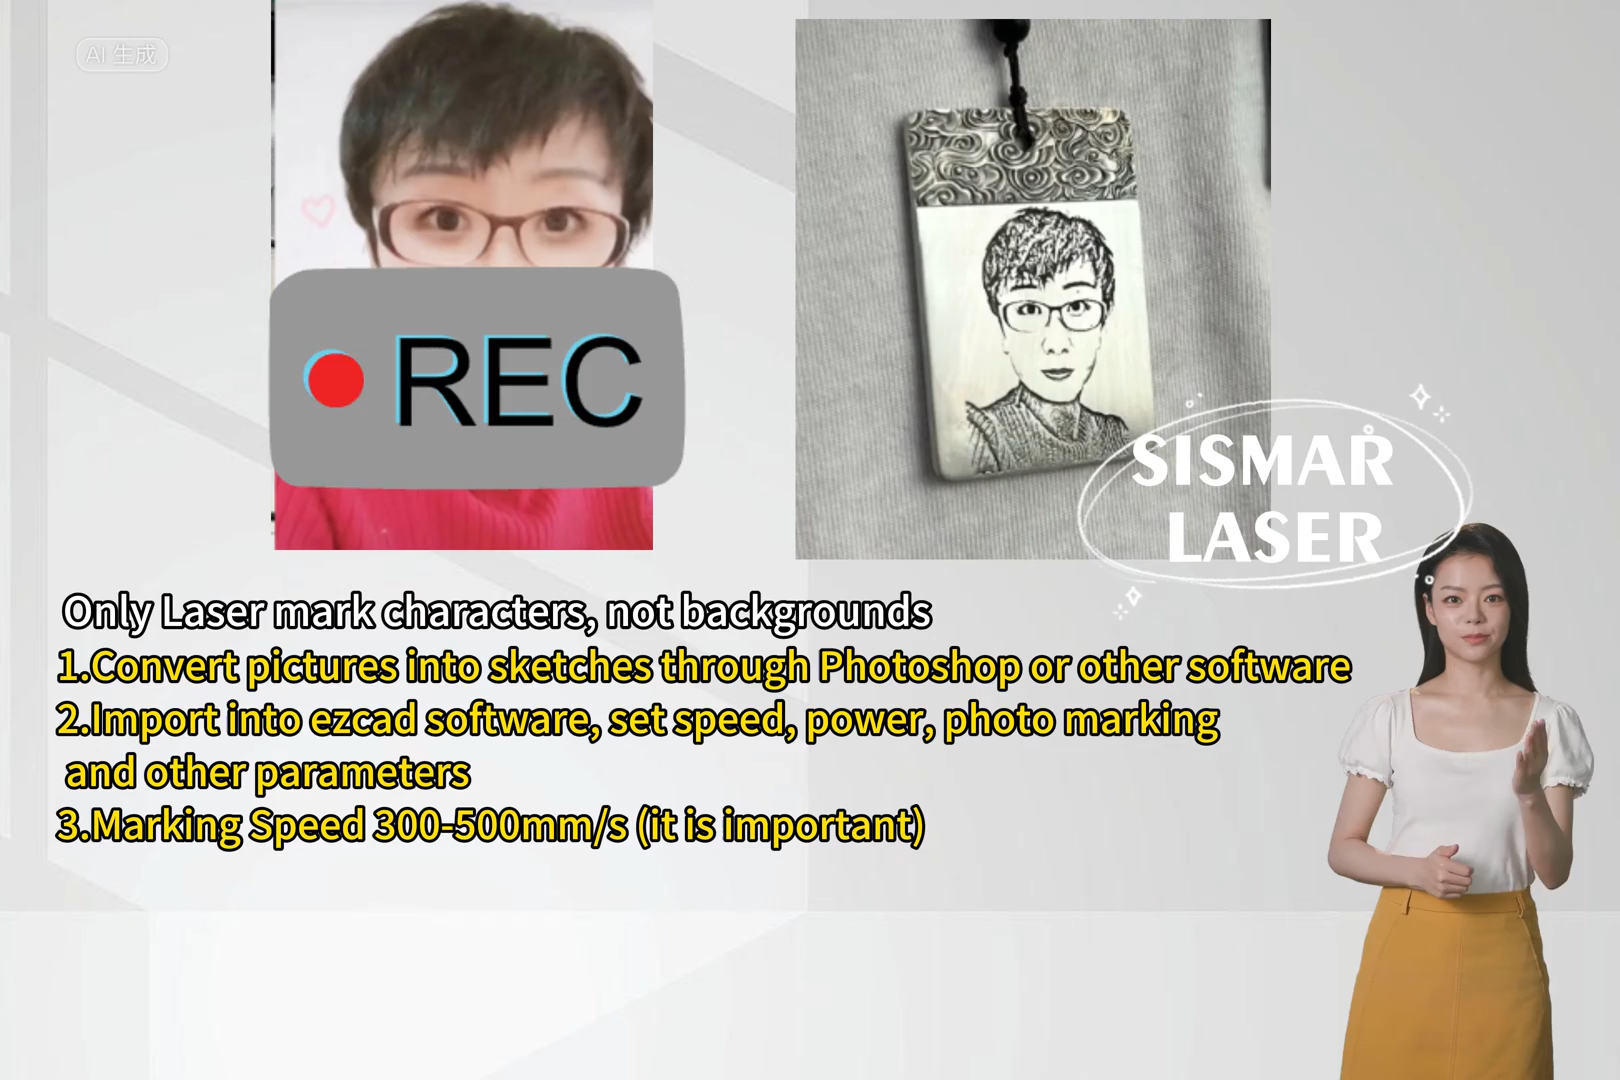 AI 生成
REC
SISMAR
LASER
Only Laser mark characters, not backgrounds
1.Convert pictures into sketches through Photoshop or other software
2.Import into ezcad software, set speed, power, photo marking
and other parameters
3.Marking Speed 300-500mm/s (it is important)